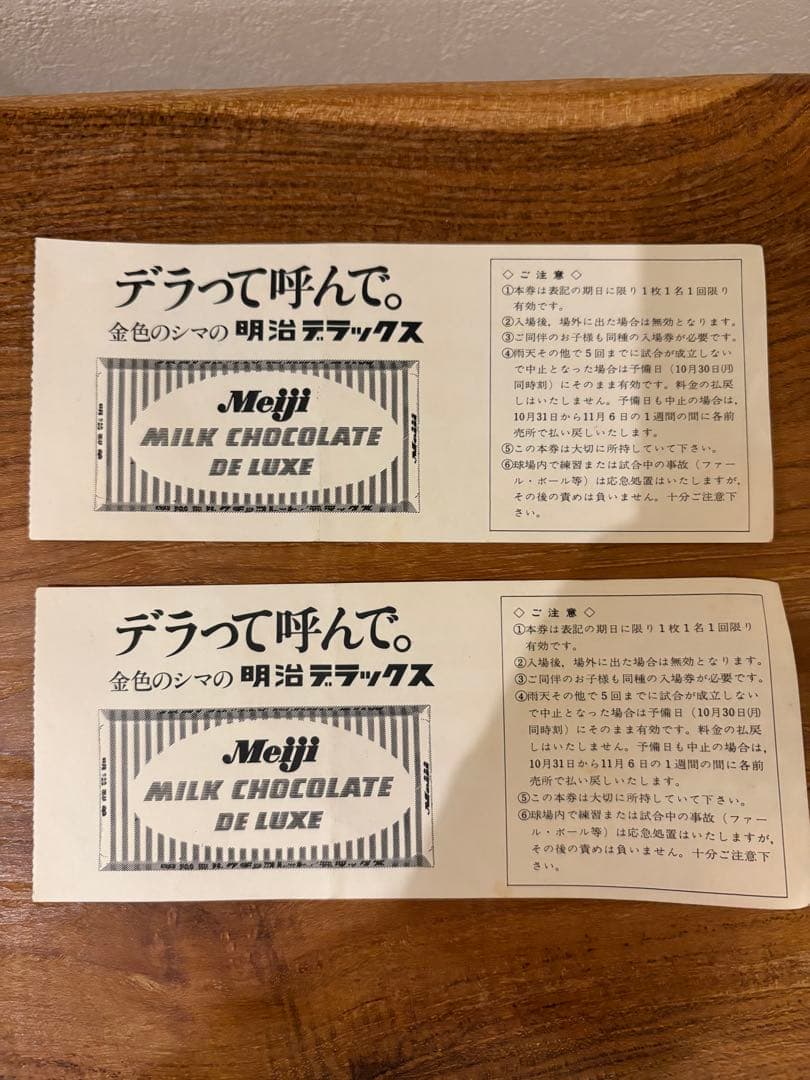 デラって呼んで。
金色のシマの 明治デラックス
Meiji
MILK CHOCOLATE
DE LUXE
◇ ご 注 意 ◇
①本券は表記の期日に限り1枚1名1回限り
有効です。
②入場後，場外に出た場合は無効となります。
③ご同伴のお子様も同種の入場券が必要です。
④雨天その他で5回までに試合が成立しない
で中止となった場合は予備日（10月30日(月)
同時刻）にそのまま有効です。料金の払戻
しはいたしません。予備日も中止の場合は，
10月31日から11月6日の1週間の間に各前
売所で払い戻しいたします。
⑤この本券は大切に所持していて下さい。
⑥球場内で練習または試合中の事故（ファー
ル・ボール等）は応急処置はいたしますが，
その後の責めは負いません。十分ご注意下
さい。
デラって呼んで。
金色のシマの 明治デラックス
Meiji
MILK CHOCOLATE
DE LUXE
◇ ご 注 意 ◇
①本券は表記の期日に限り1枚1名1回限り
有効です。
②入場後，場外に出た場合は無効となります。
③ご同伴のお子様も同種の入場券が必要です。
④雨天その他で5回までに試合が成立しない
で中止となった場合は予備日（10月30日(月)
同時刻）にそのまま有効です。料金の払戻
しはいたしません。予備日も中止の場合は，
10月31日から11月6日の1週間の間に各前
売所で払い戻しいたします。
⑤この本券は大切に所持していて下さい。
⑥球場内で練習または試合中の事故（ファー
ル・ボール等）は応急処置はいたしますが，
その後の責めは負いません。十分ご注意下
さい。